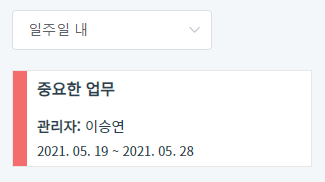 일주일 내
중요한 업무
관리자: 이승연
2021. 05. 19 ~ 2021. 05. 28